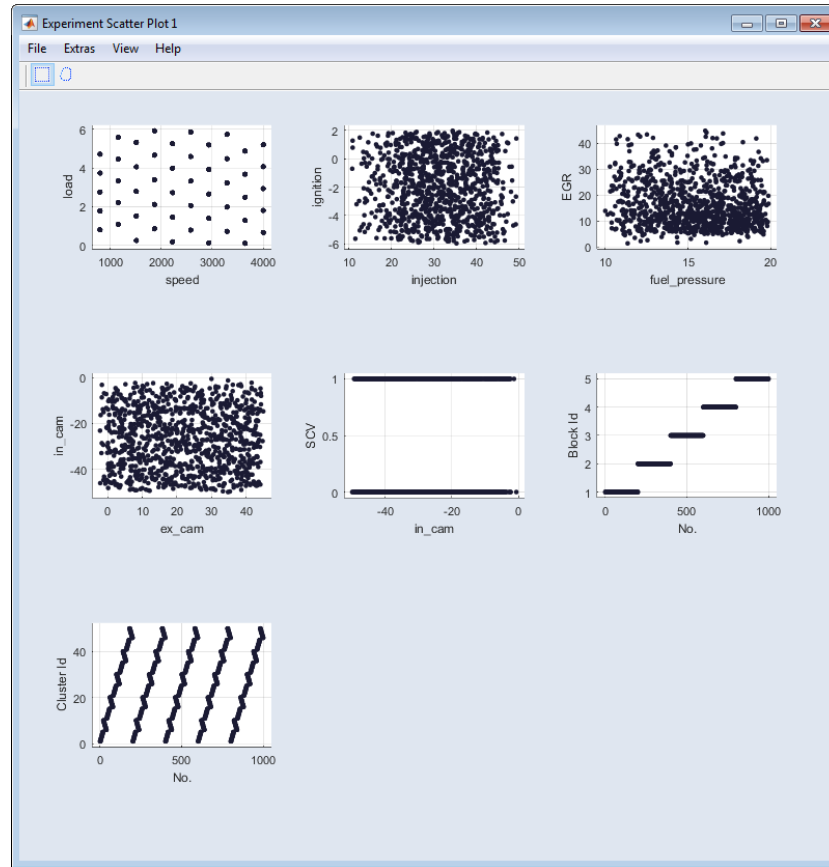 Experiment Scatter Plot 1
File Extras View Help
6
4
2
0
load
1000 2000 3000 4000
speed
2
0
-2
-4
-6
ignition
10 20 30 40 50
injection
40
30
20
10
0
EGR
10 15 20
fuel_pressure
0
-20
-40
in_cam
0 10 20 30 40
ex_cam
1
0.5
0
SCV
-40 -20 0
in_cam
5
4
3
2
1
Block Id
0 500 1000
No.
40
20
0
Cluster Id
0 500 1000
No.